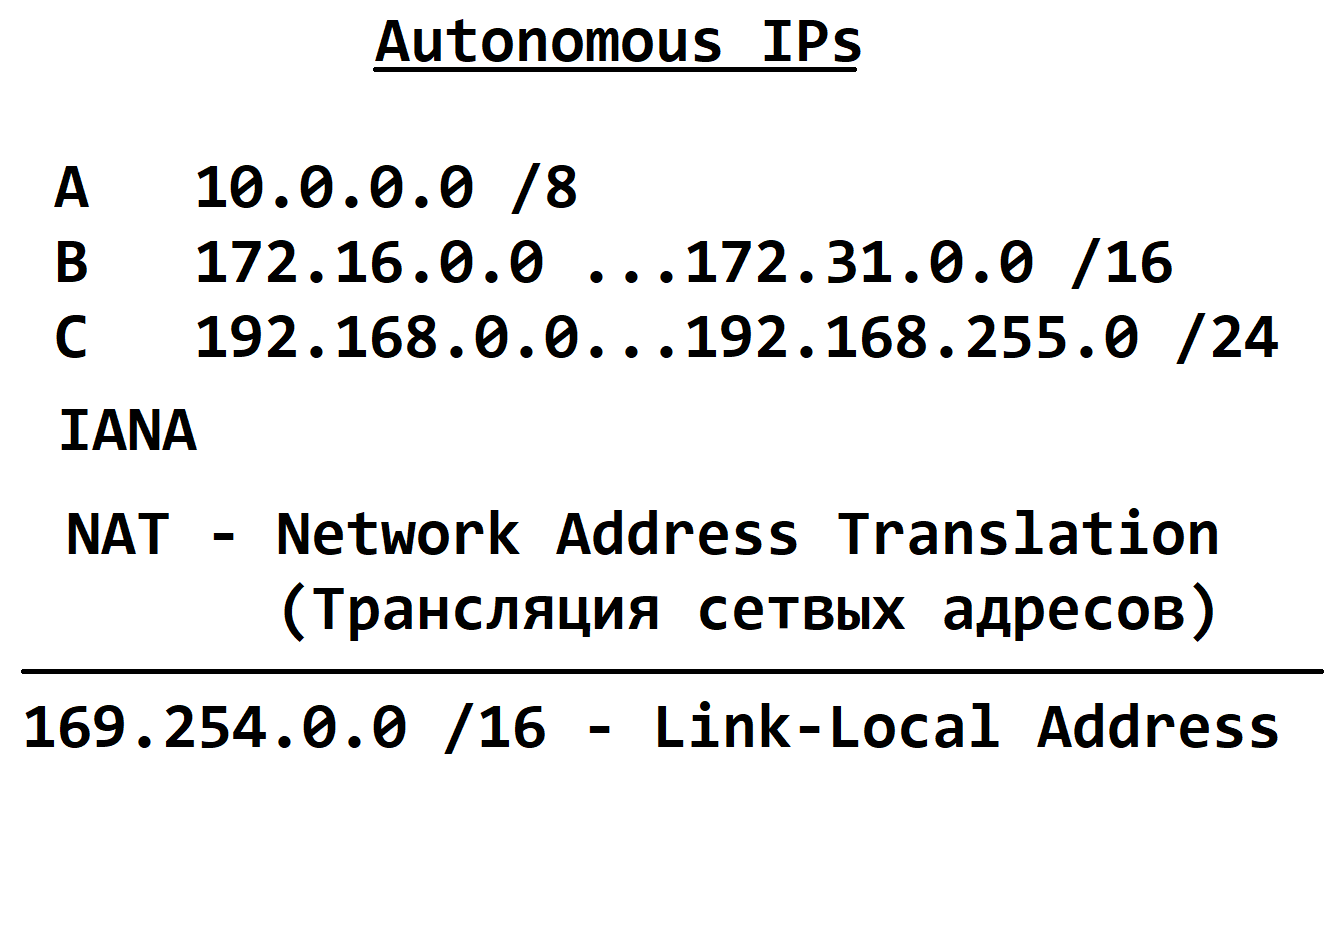 Autonomous IPs
A 10.0.0.0 /8
B 172.16.0.0 ...172.31.0.0 /16
C 192.168.0.0...192.168.255.0 /24
IANA
NAT - Network Address Translation
(Трансляция сетвых адресов)
169.254.0.0 /16 - Link-Local Address